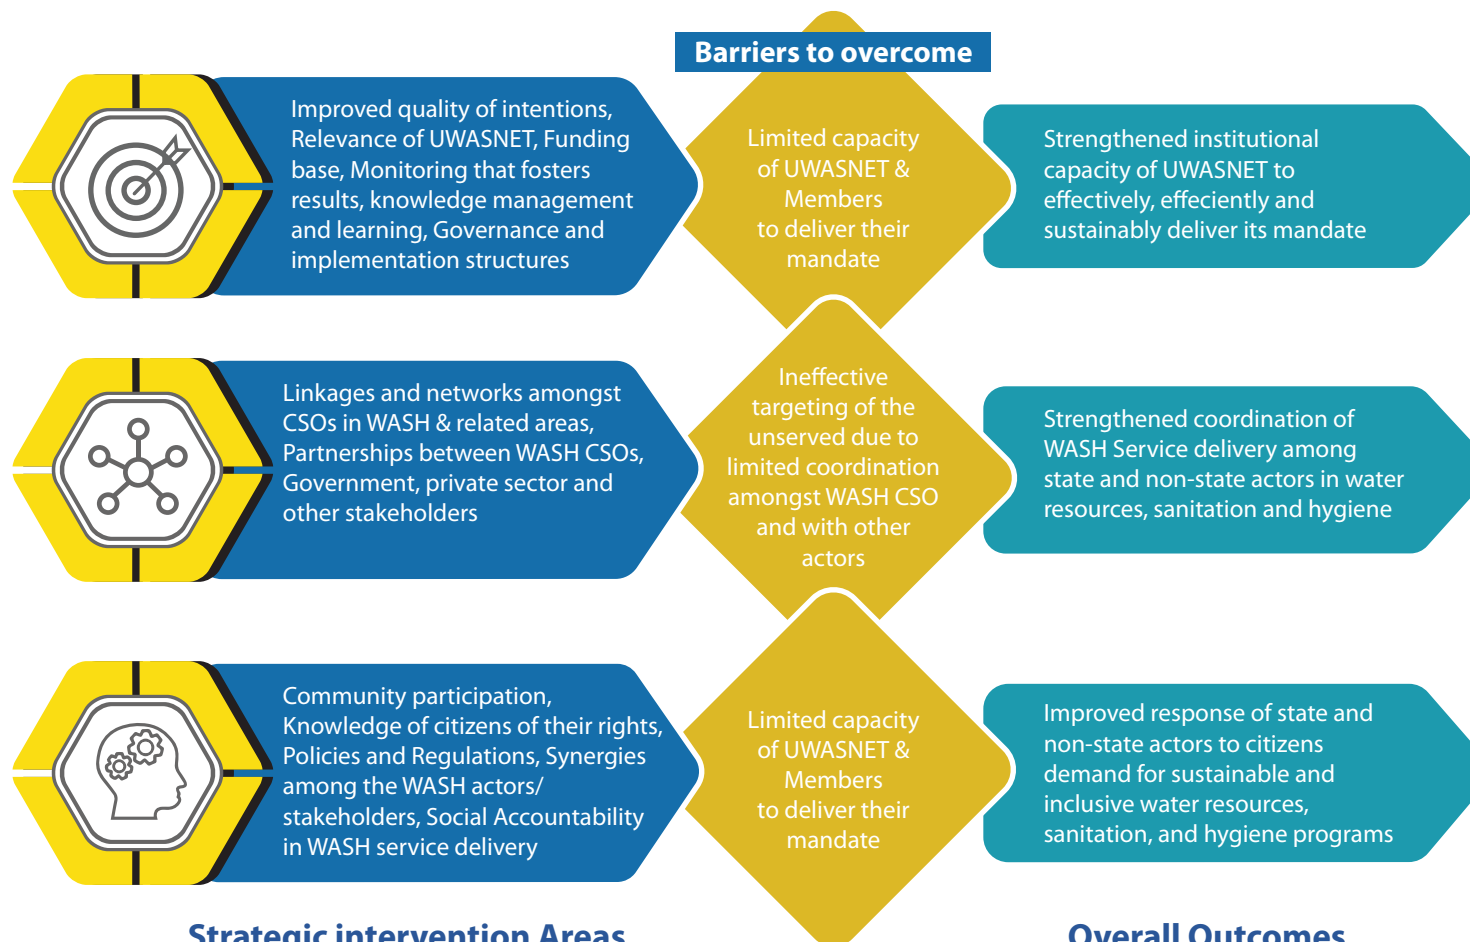 Barriers to overcome
Improved quality of intentions,
Relevance of UWASNET, Funding
base, Monitoring that fosters
results, knowledge management
and learning, Governance and
implementation structures
Limited capacity
of UWASNET &
Members
to deliver their
mandate
Strengthened institutional
capacity of UWASNET to
effectively, effeciently and
sustainably deliver its mandate
Linkages and networks amongst
CSOs in WASH & related areas,
Partnerships between WASH CSOs,
Government, private sector and
other stakeholders
Ineffective
targeting of the
unserved due to
limited coordination
amongst WASH CSO
and with other
actors
Strengthened coordination of
WASH Service delivery among
state and non-state actors in water
resources, sanitation and hygiene
Community participation,
Knowledge of citizens of their rights,
Policies and Regulations, Synergies
among the WASH actors/
stakeholders, Social Accountability
in WASH service delivery
Limited capacity
of UWASNET &
Members
to deliver their
mandate
Improved response of state and
non-state actors to citizens
demand for sustainable and
inclusive water resources,
sanitation, and hygiene programs
Strategic intervention Areas
Overall Outcomes